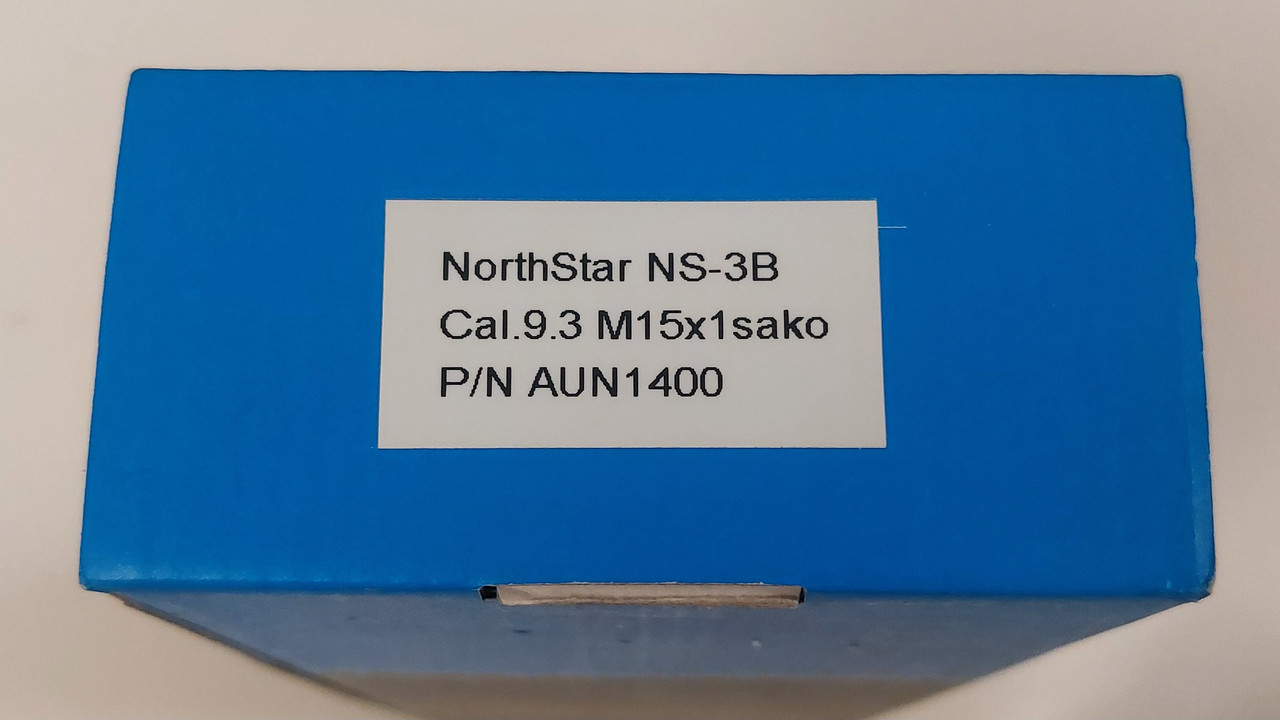 NorthStar NS-3B
Cal.9.3 M15x1sako
P/N AUN1400